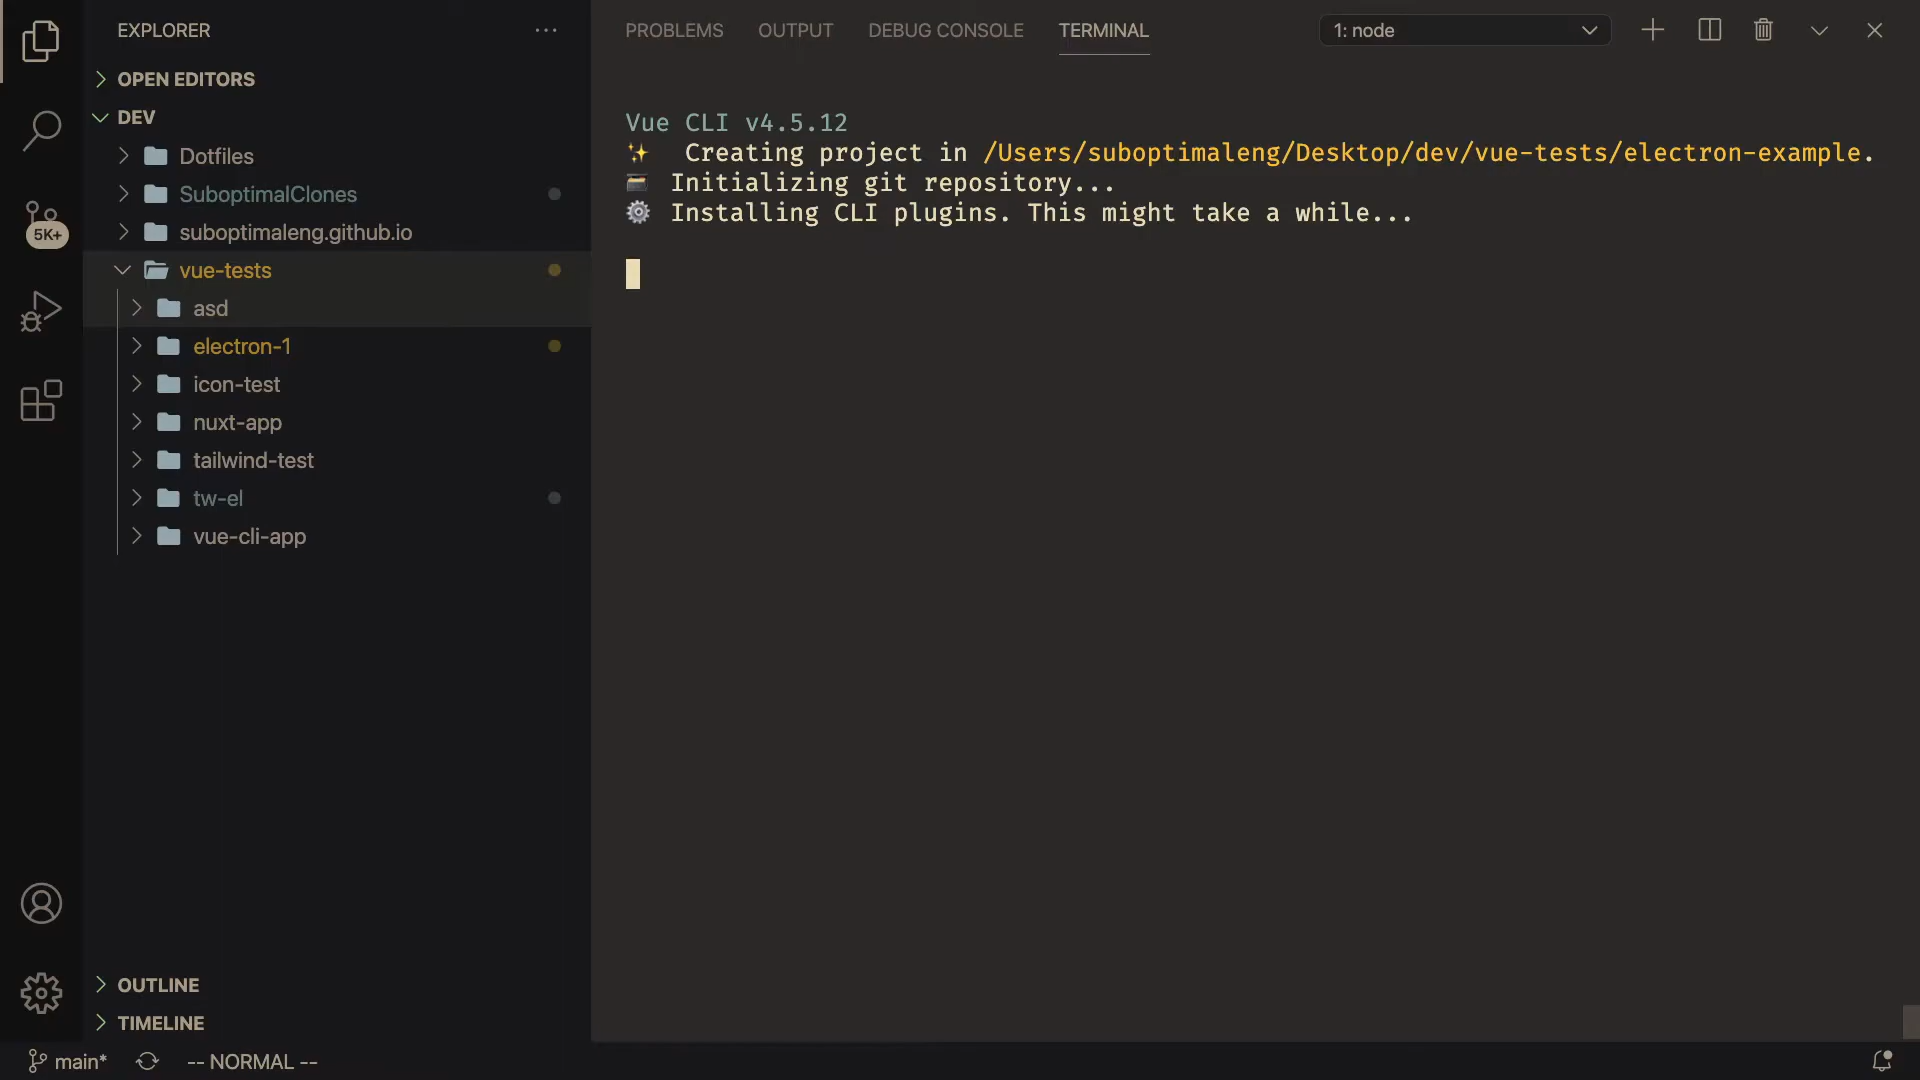 EXPLORER
OPEN EDITORS
DEV
Dotfiles
SuboptimalClones
suboptimaleng.github.io
vue-tests
asd
electron-1
icon-test
nuxt-app
tailwind-test
tw-el
vue-cli-app
OUTLINE
TIMELINE
5K+
PROBLEMS OUTPUT DEBUG CONSOLE TERMINAL 1: node
Vue CLI v4.5.12
✨ Creating project in /Users/suboptimaleng/Desktop/dev/vue-tests/electron-example.
🗃 Initializing git repository...
⚙️ Installing CLI plugins. This might take a while...
main* -- NORMAL --